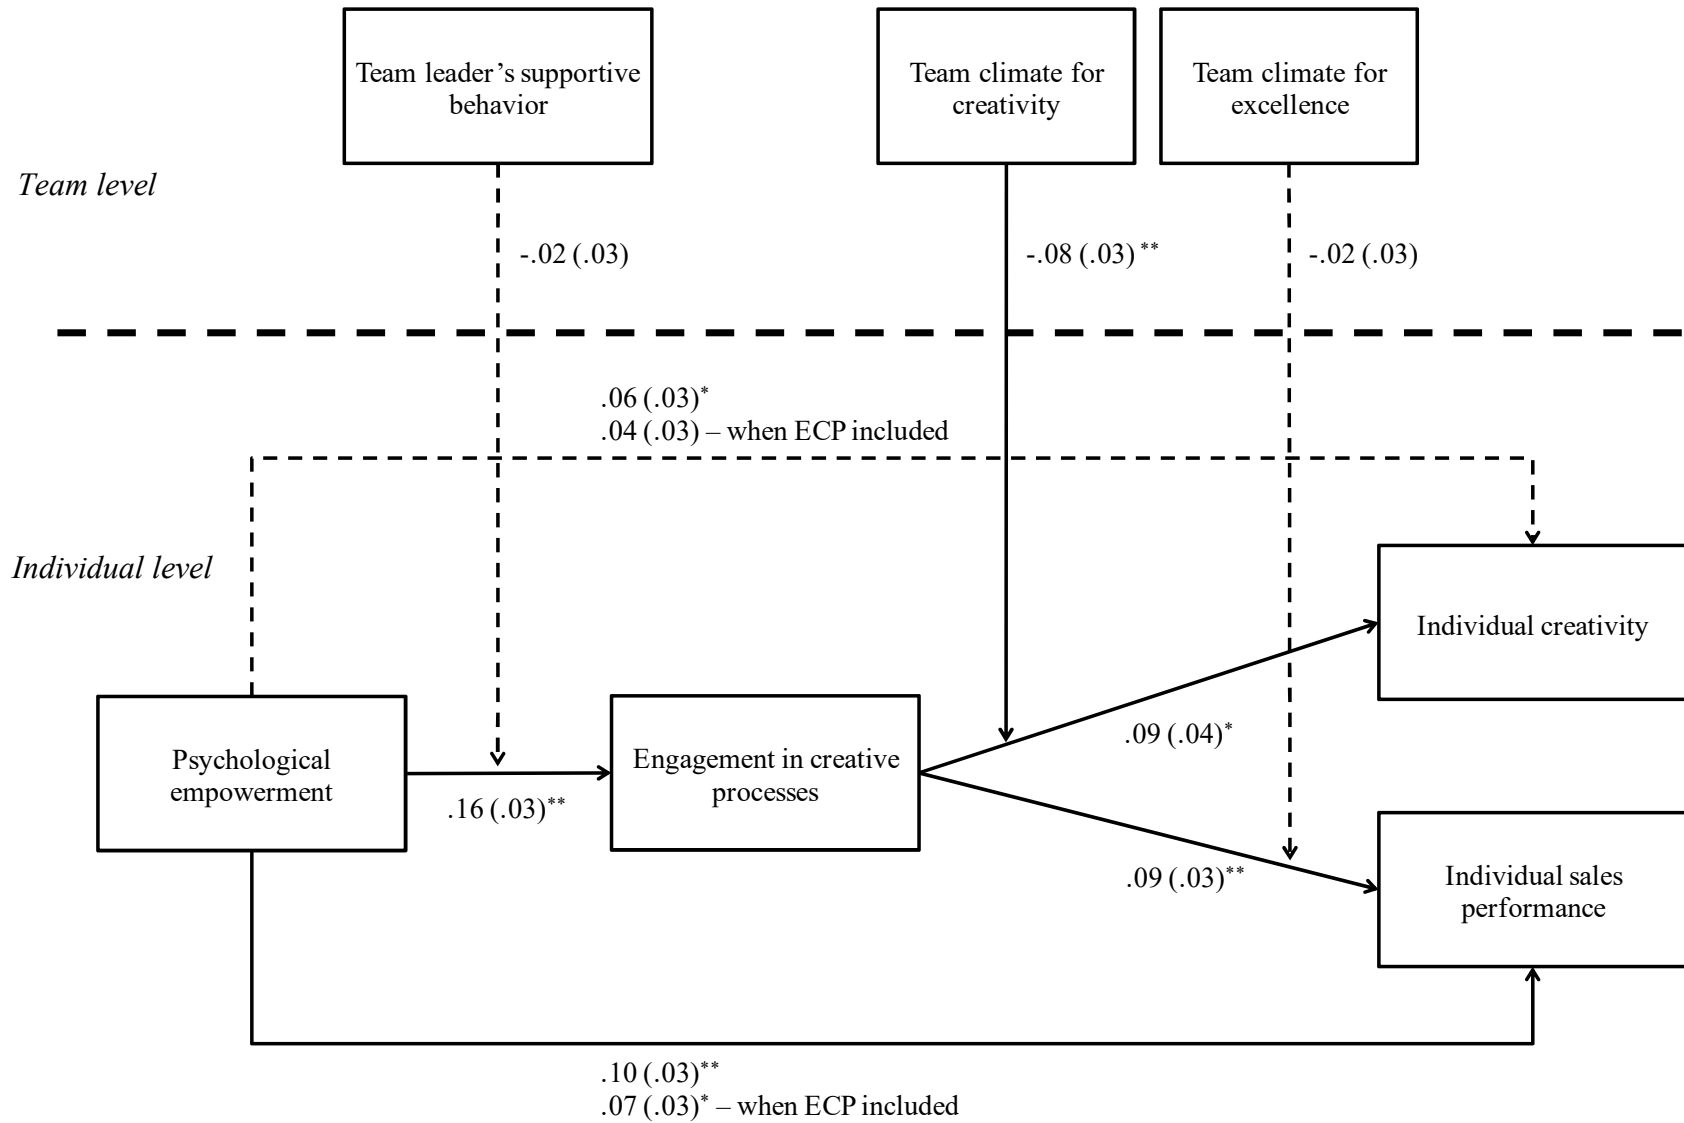 Team leader’s supportive
behavior
Team climate for
creativity
Team climate for
excellence
Team level
-.02 (.03)
-.08 (.03) **
-.02 (.03)
.06 (.03)*
.04 (.03) – when ECP included
Individual level
Individual creativity
.09 (.04)*
Psychological
empowerment
Engagement in creative
processes
.16 (.03)**
.09 (.03)**
Individual sales
performance
.10 (.03)**
.07 (.03)* – when ECP included